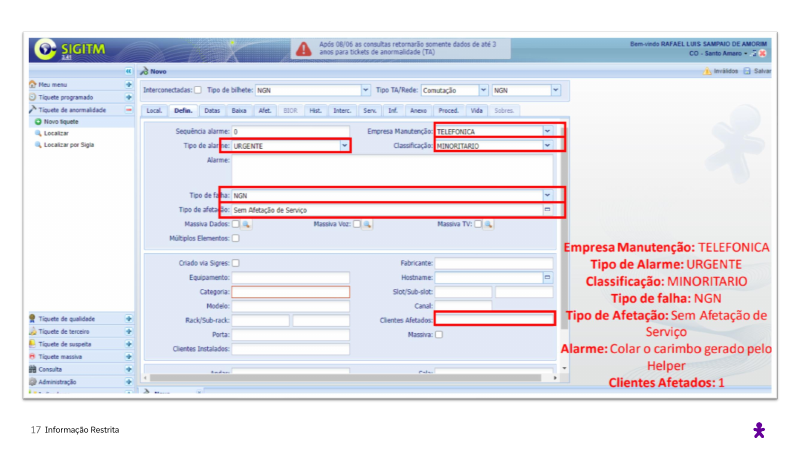 SIGITM
2.61
Após 08/06 as consultas retornarão somente dados de até 3
anos para tickets de anormalidade (TA)
Bem-vindo RAFAEL LUIS SAMPAIO DE AMORIM
CO - Santo Amaro
Novo
Inválidos Salvar
Meu menu
Tíquete programado
Tíquete de anormalidade
Novo tíquete
Localizar
Localizar por Sigla
Interconectadas: Tipo de bilhete: NGN Tipo TA/Rede: Comutação NGN
Local. Defin. Datas Baixa Afet. BIOR Hist. Interc. Serv. Inf. Anexo Proced. Vida Sobres.
Sequência alarme: 0 Empresa Manutenção: TELEFONICA
Tipo de alarme: URGENTE Classificação: MINORITARIO
Alarme:
Tipo de falha: NGN
Tipo de afetação: Sem Afetação de Serviço
Massiva Dados: Massiva Voz: Massiva TV:
Múltiplos Elementos:
Criado via Sigres: Fabricante:
Equipamento: Hostname:
Categoria: Slot/Sub-slot:
Modelo: Canal:
Rack/Sub-rack: Clientes Afetados:
Porta: Massiva:
Clientes Instalados:
Tíquete de qualidade
Tíquete de terceiro
Tíquete de suspeita
Tíquete massiva
Consulta
Administração
Empresa Manutenção: TELEFONICA
Tipo de Alarme: URGENTE
Classificação: MINORITARIO
Tipo de falha: NGN
Tipo de Afetação: Sem Afetação de
Serviço
Alarme: Colar o carimbo gerado pelo
Helper
Clientes Afetados: 1
17 Informação Restrita